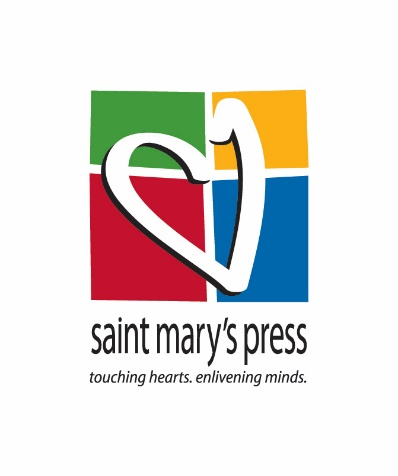 saint mary's press
touching hearts. enlivening minds.